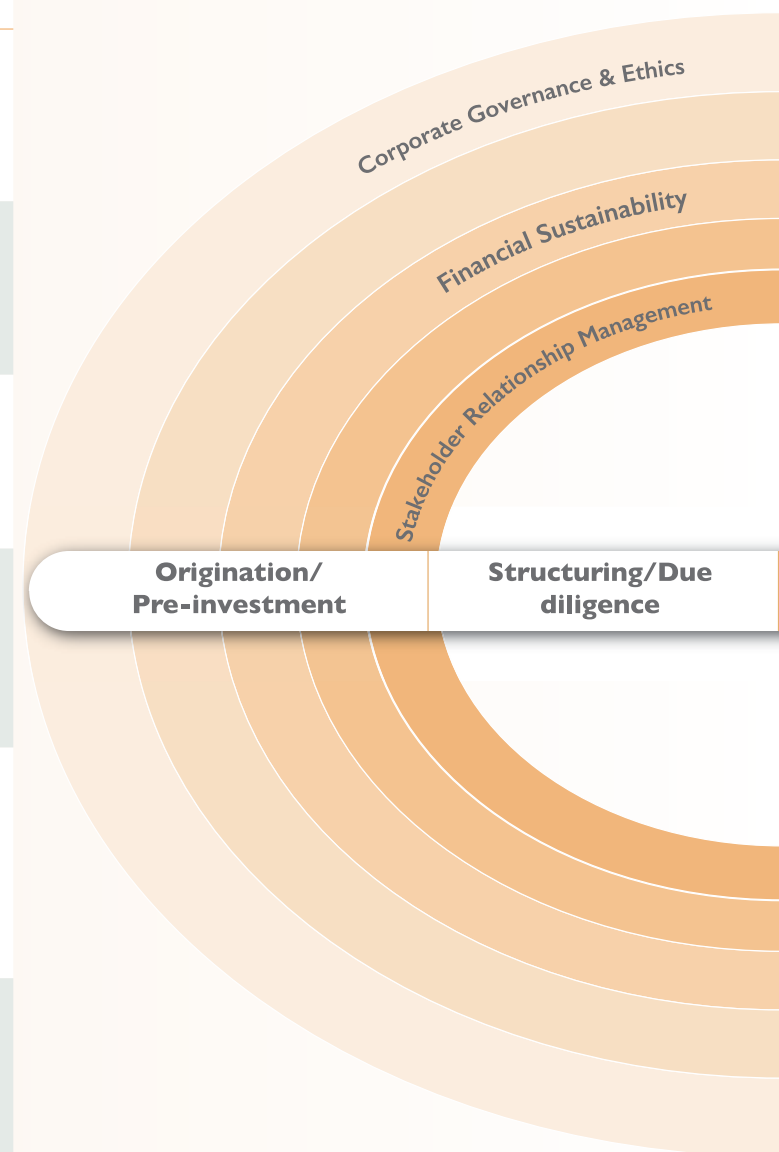 Corporate Governance & Ethics
Financial Sustainability
Stakeholder Relationship Management
Origination/
Pre-investment
Structuring/Due
diligence